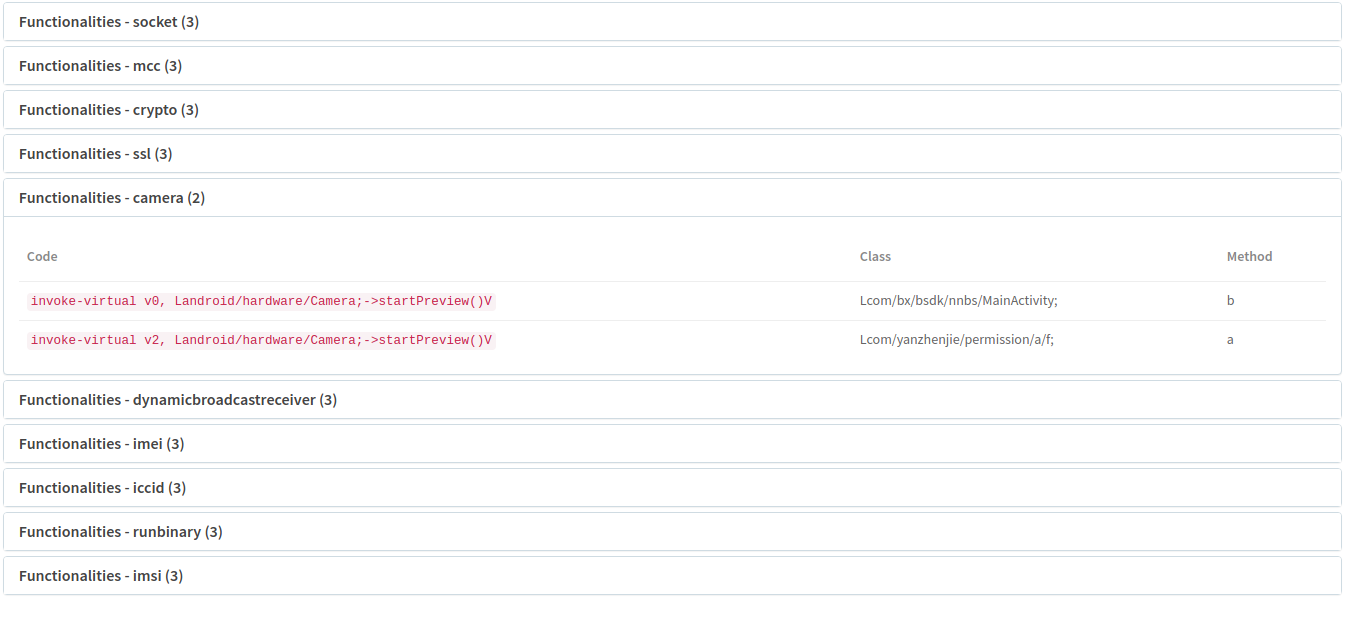 Functionalities - socket (3)
Functionalities - mcc (3)
Functionalities - crypto (3)
Functionalities - ssl (3)
Functionalities - camera (2)
Code Class Method
invoke-virtual v0, Landroid/hardware/Camera;->startPreview()V Lcom/bx/bsdk/nnbs/MainActivity; b
invoke-virtual v2, Landroid/hardware/Camera;->startPreview()V Lcom/yanzhenjie/permission/a/f; a
Functionalities - dynamicbroadcastreceiver (3)
Functionalities - imei (3)
Functionalities - iccid (3)
Functionalities - runbinary (3)
Functionalities - imsi (3)